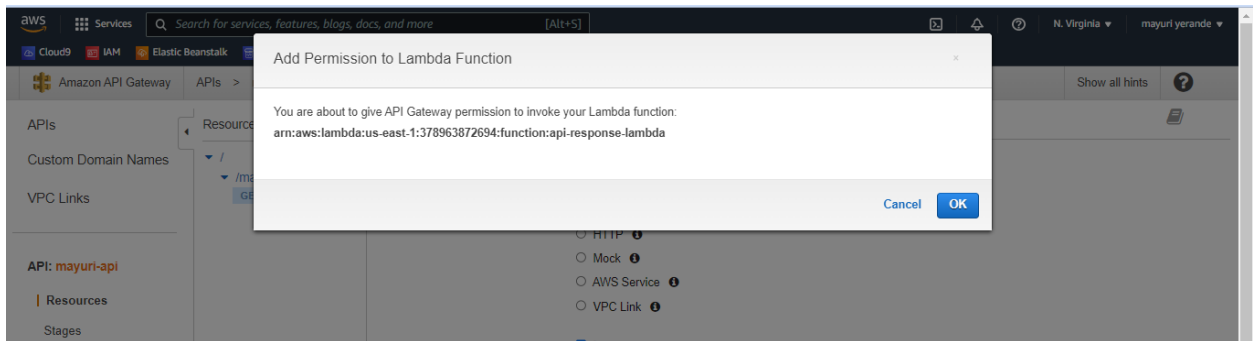 aws Services Search for services, features, blogs, docs, and more [Alt+S] N. Virginia mayuri yerande
Cloud9 IAM Elastic Beanstalk
Add Permission to Lambda Function ×
Amazon API Gateway APIs > Show all hints ?
You are about to give API Gateway permission to invoke your Lambda function:
arn:aws:lambda:us-east-1:378963872694:function:api-response-lambda
APIs
Custom Domain Names
/
VPC Links
Cancel OK
HTTP
Mock
API: mayuri-api
AWS Service
Resources
VPC Link
Stages